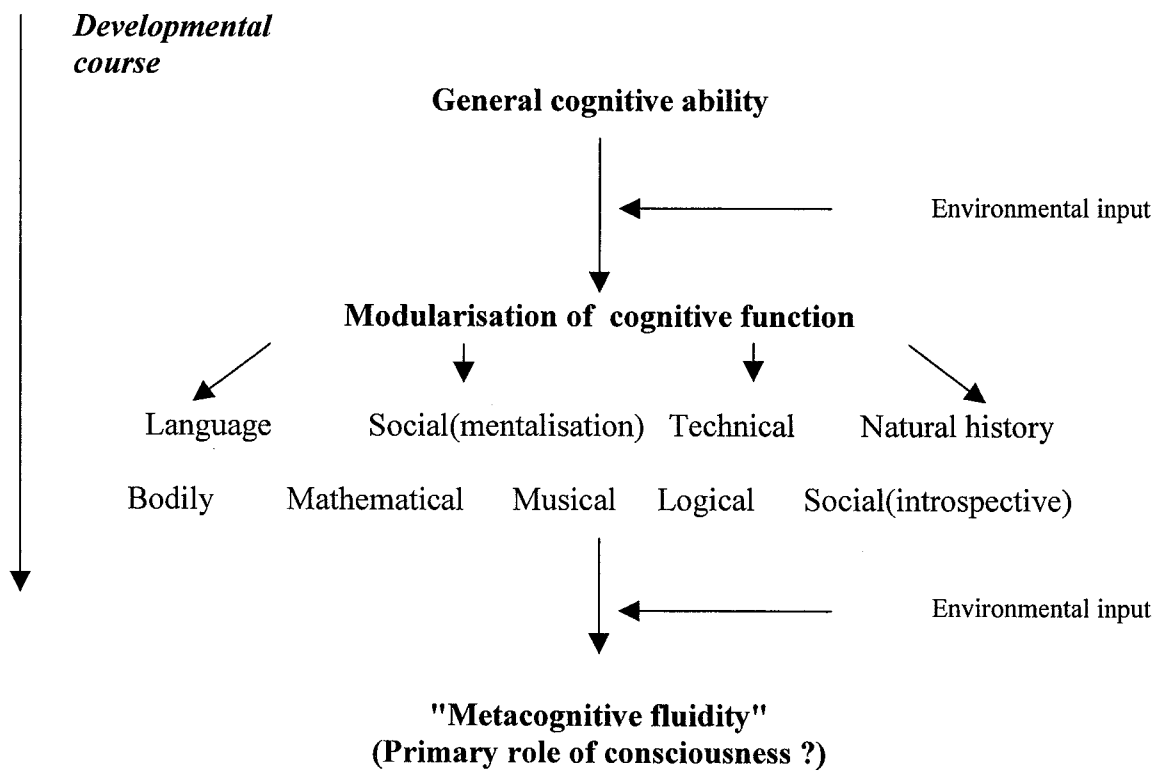 Developmental
course
General cognitive ability
Environmental input
Modularisation of cognitive function
Language Social(mentalisation) Technical Natural history
Bodily Mathematical Musical Logical Social(introspective)
Environmental input
"Metacognitive fluidity"
(Primary role of consciousness ?)